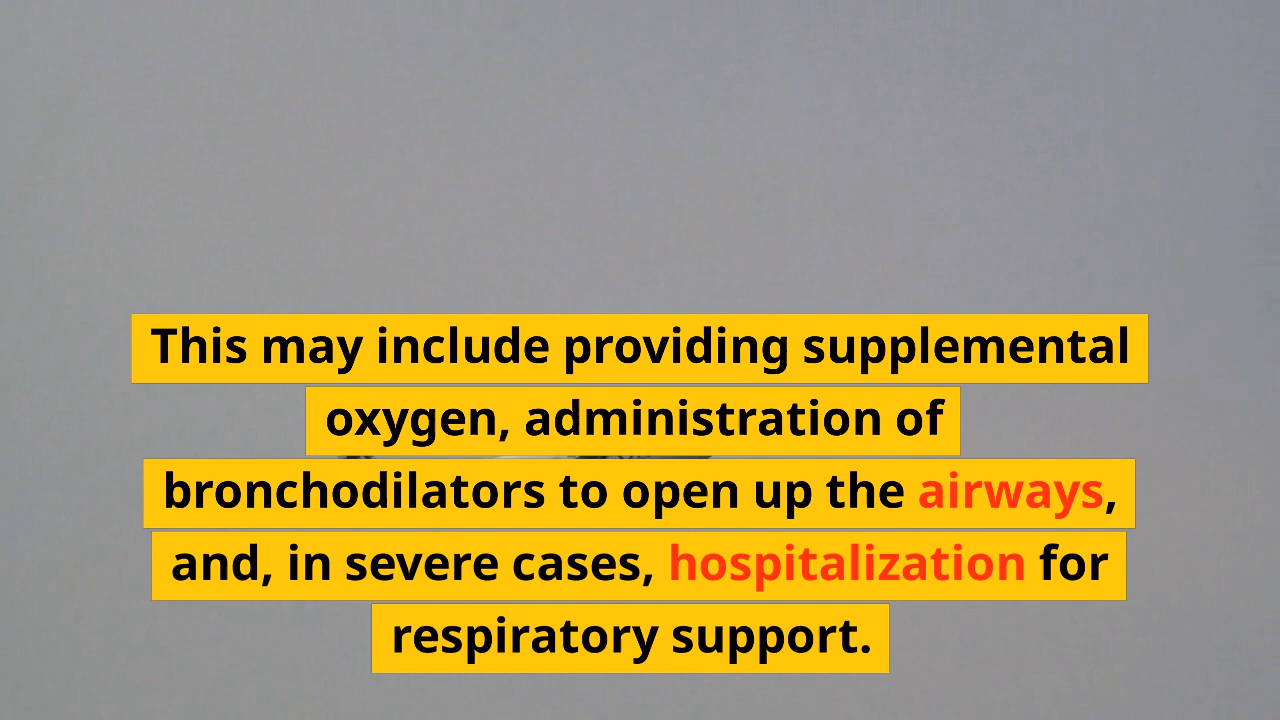 This may include providing supplemental
oxygen, administration of
bronchodilators to open up the airways,
and, in severe cases, hospitalization for
respiratory support.